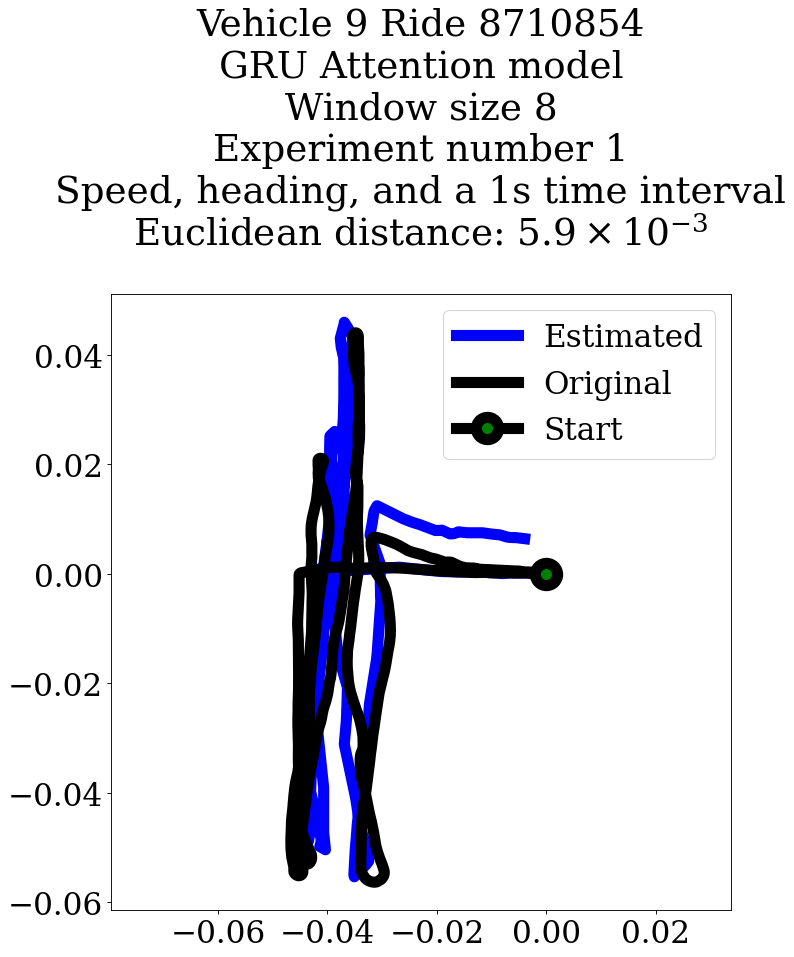 Vehicle 9 Ride 8710854
GRU Attention model
Window size 8
Experiment number 1
Speed, heading, and a 1s time interval
Euclidean distance: 5.9 × 10⁻³
Estimated
Original
Start
0.04
0.02
0.00
−0.02
−0.04
−0.06
−0.06 −0.04 −0.02 0.00 0.02